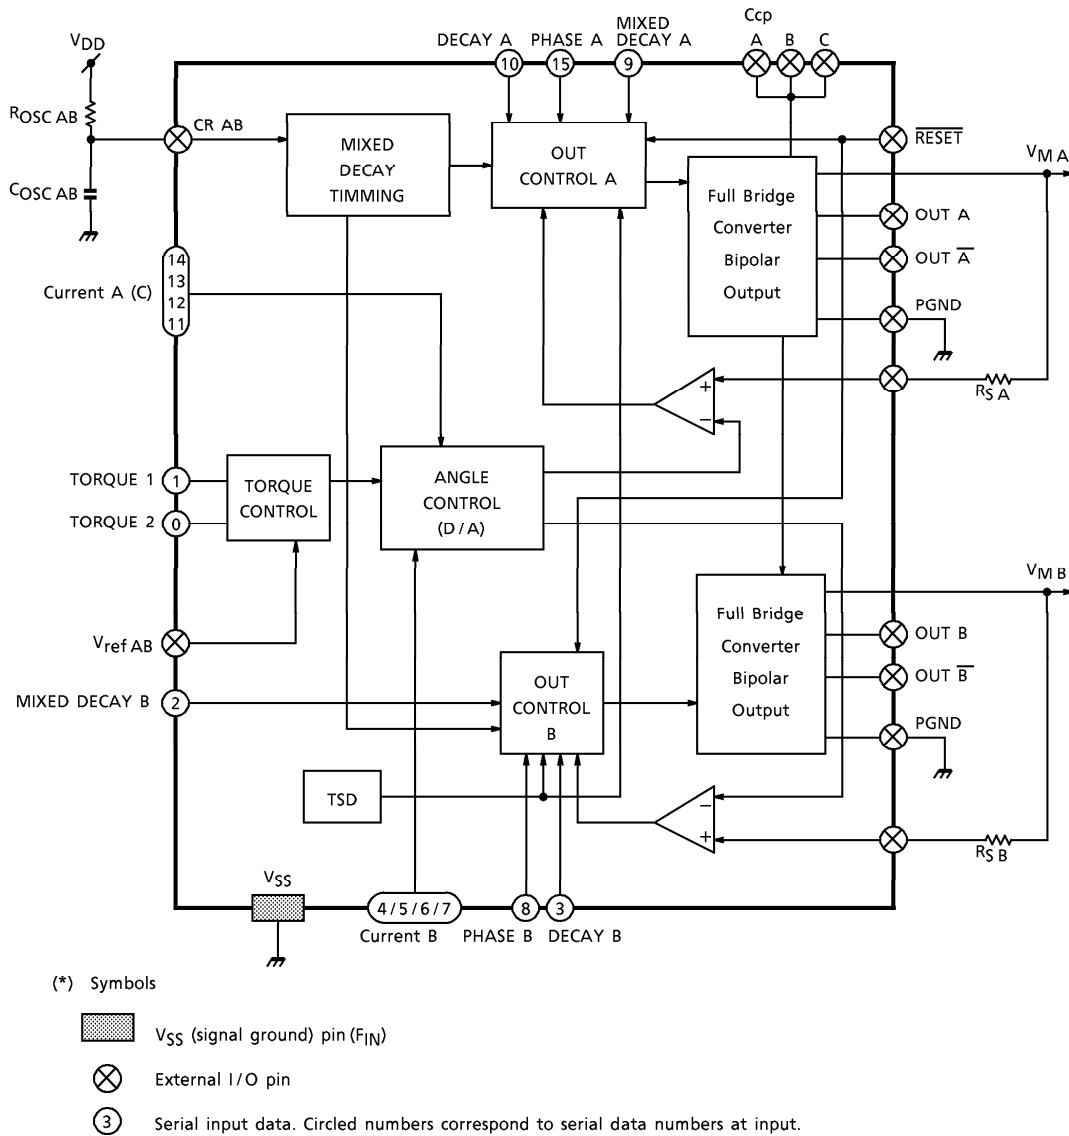 Ccp
VDD
DECAY A
PHASE A
MIXED
DECAY A
A
B
C
10
15
9
ROSC AB
CR AB
RESET
COSC AB
MIXED
DECAY
TIMMING
OUT
CONTROL A
VM A
Full Bridge
Converter
Bipolar
Output
OUT A
OUT A
PGND
Current A (C)
14
13
12
11
RS A
+
−
TORQUE 1
1
TORQUE 2
0
TORQUE
CONTROL
ANGLE
CONTROL
(D/A)
VM B
Vref AB
Full Bridge
Converter
Bipolar
Output
OUT B
OUT B
PGND
MIXED DECAY B
2
OUT
CONTROL
B
TSD
−
+
RS B
VSS
4/5/6/7
8
3
Current B
PHASE B
DECAY B
(*) Symbols
VSS (signal ground) pin (FIN)
External I/O pin
3
Serial input data. Circled numbers correspond to serial data numbers at input.